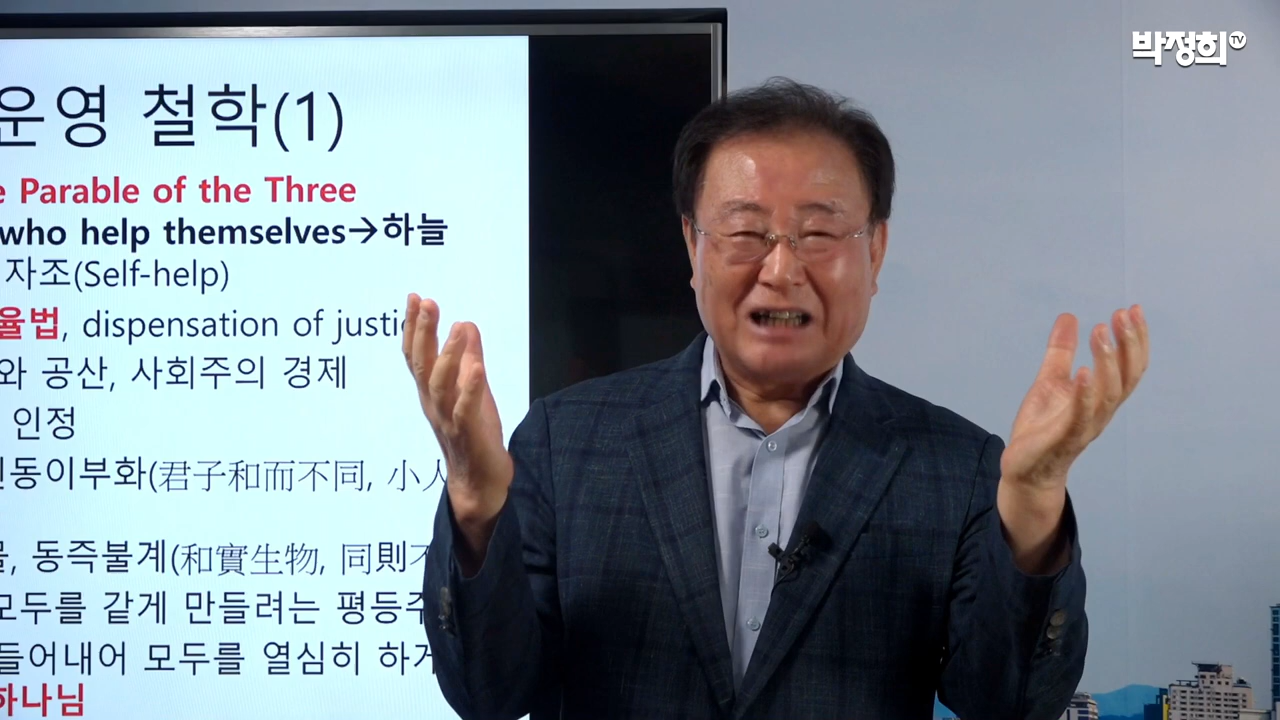 박정희TV
운영 철학(1)
Parable of the Three
who help themselves→하늘
자조(Self-help)
율법, dispensation of justic
와 공산, 사회주의 경제
인정
동이부화(君子和而不同, 小人
동즉불계(和實生物, 同則不
모두를 같게 만들려는 평등주
들어내어 모두를 열심히 하게
하나님